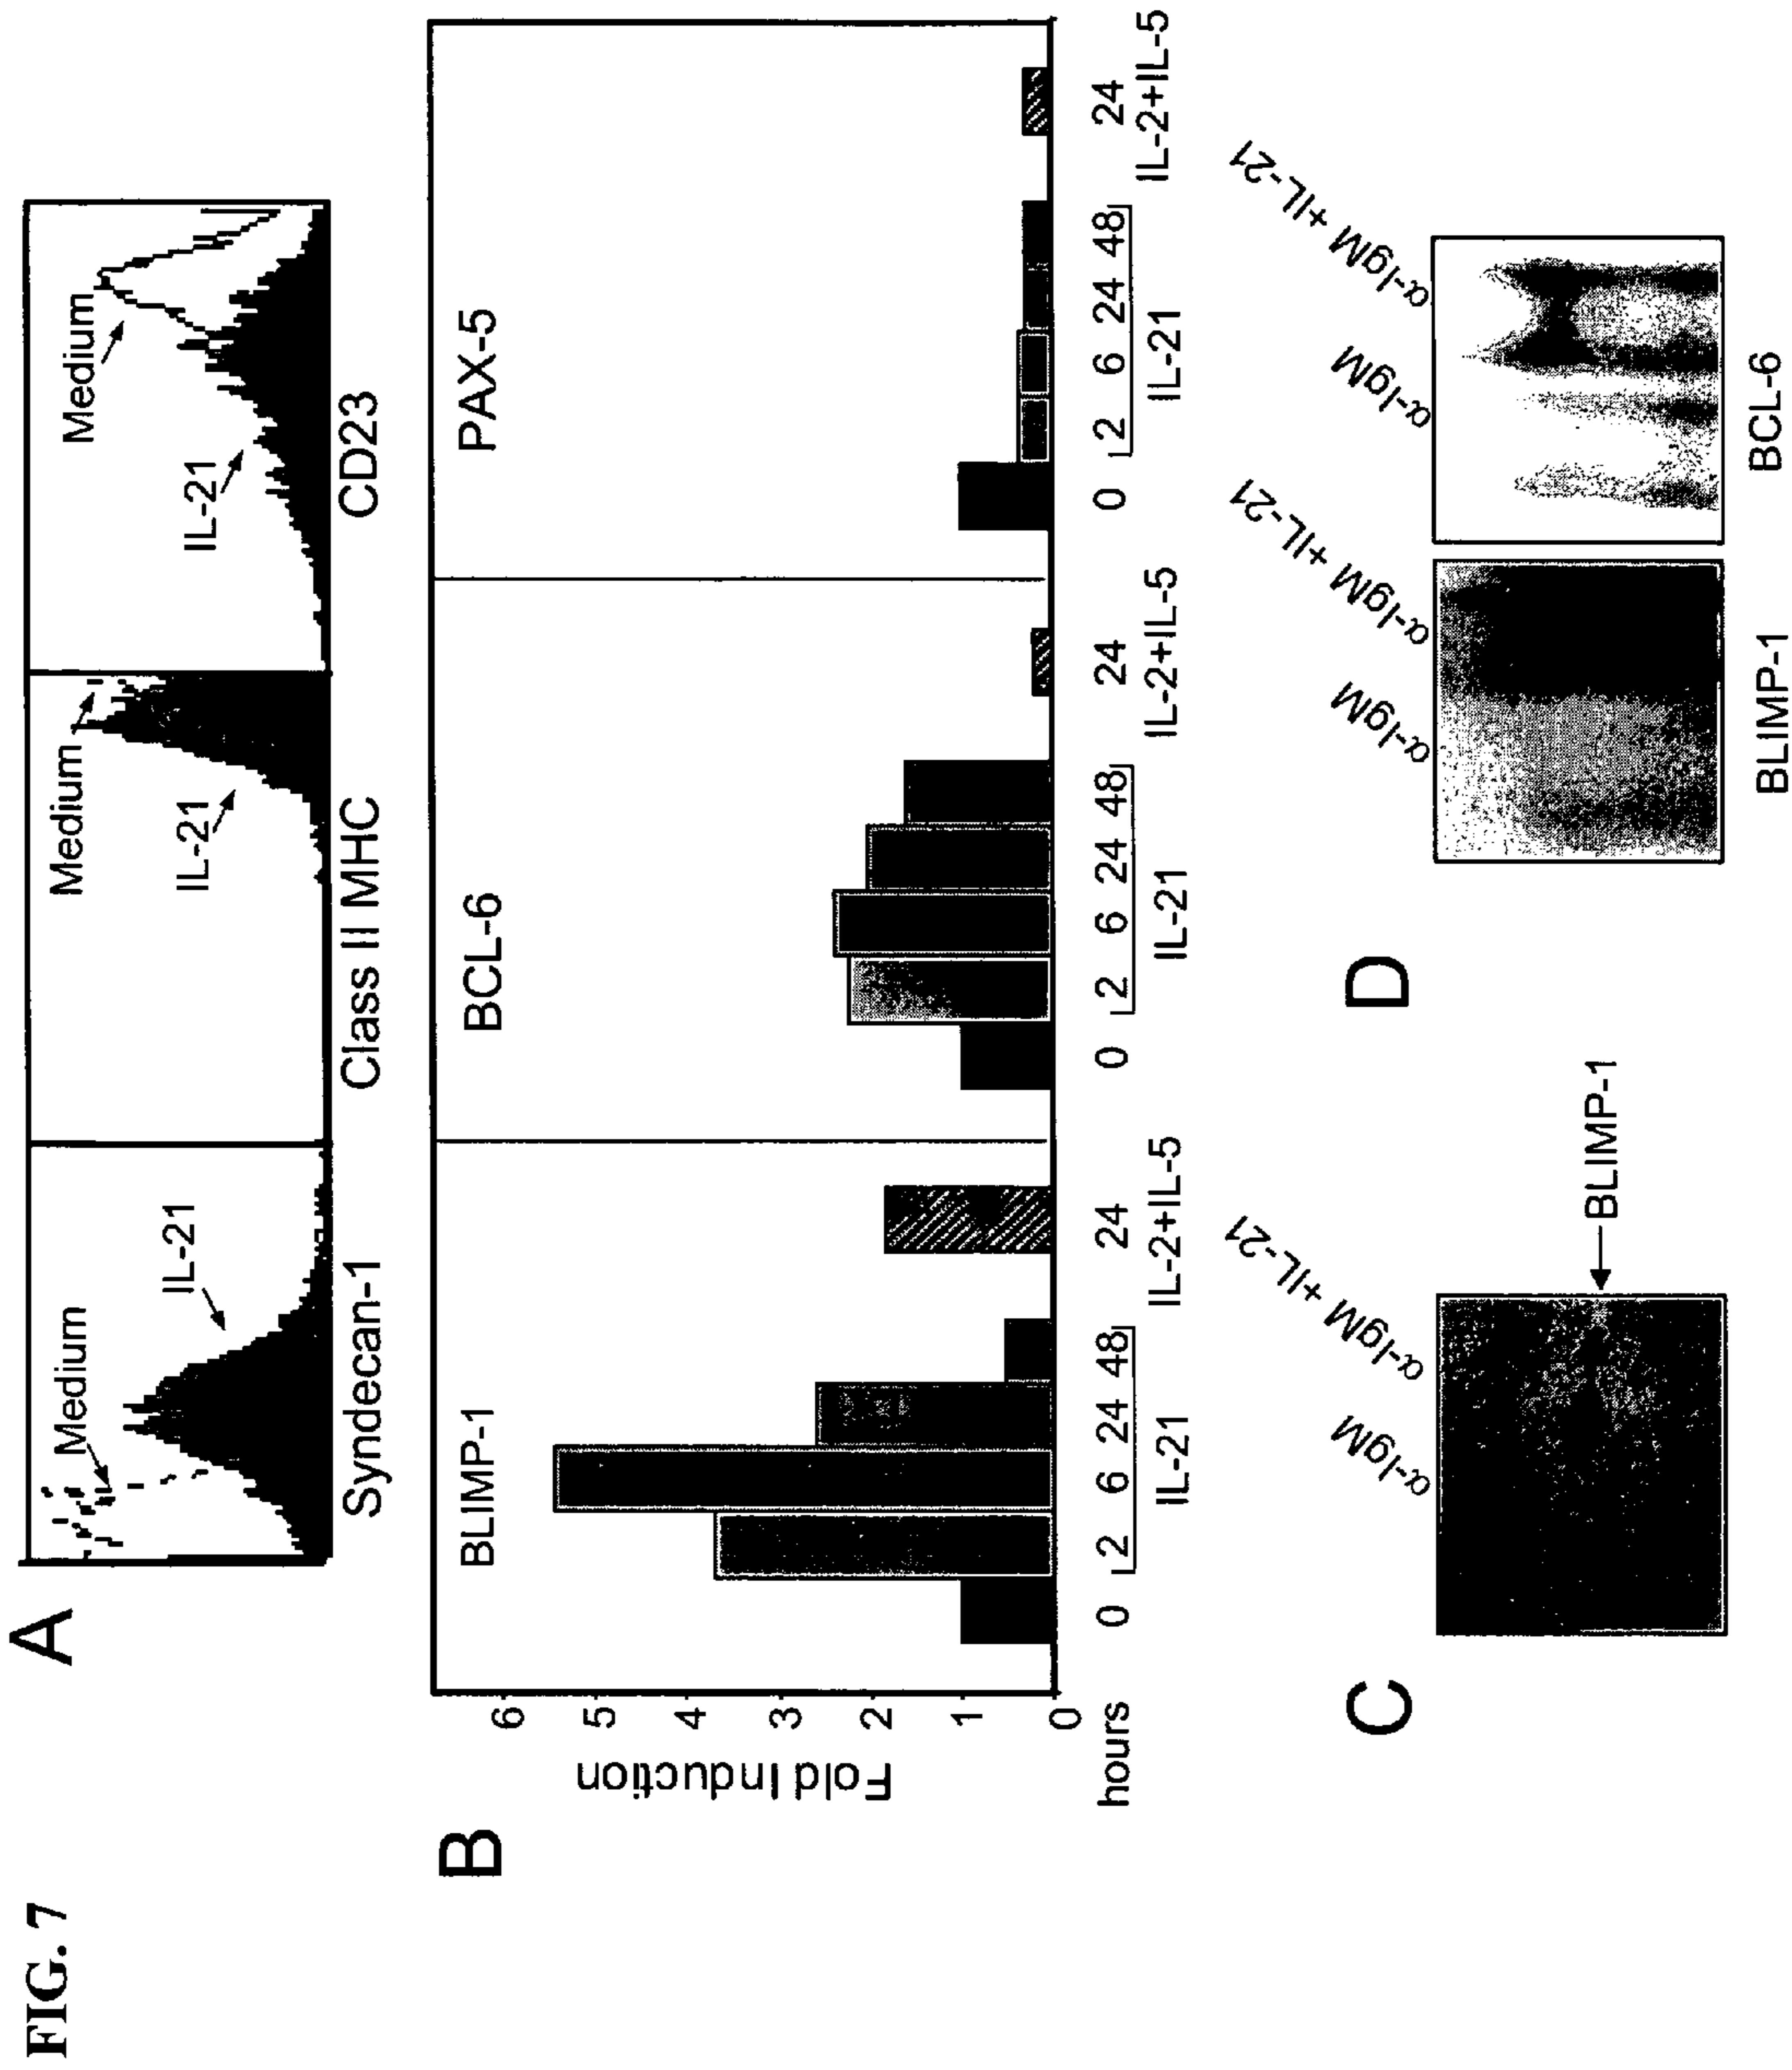 FIG. 7
A
Medium
IL-21
Medium
IL-21
Medium
IL-21
Syndecan-1
Class II MHC
CD23
B
Fold Induction
6
5
4
3
2
1
0
BLIMP-1
BCL-6
PAX-5
hours
0 2 6 24 48 24
0 2 6 24 48 24
0 2 6 24 48 24
IL-21 IL-2+IL-5
IL-21 IL-2+IL-5
IL-21 IL-2+IL-5
C
α-IgM
α-IgM +IL-21
BLIMP-1
D
α-IgM
α-IgM +IL-21
α-IgM
α-IgM +IL-21
BLIMP-1
BCL-6